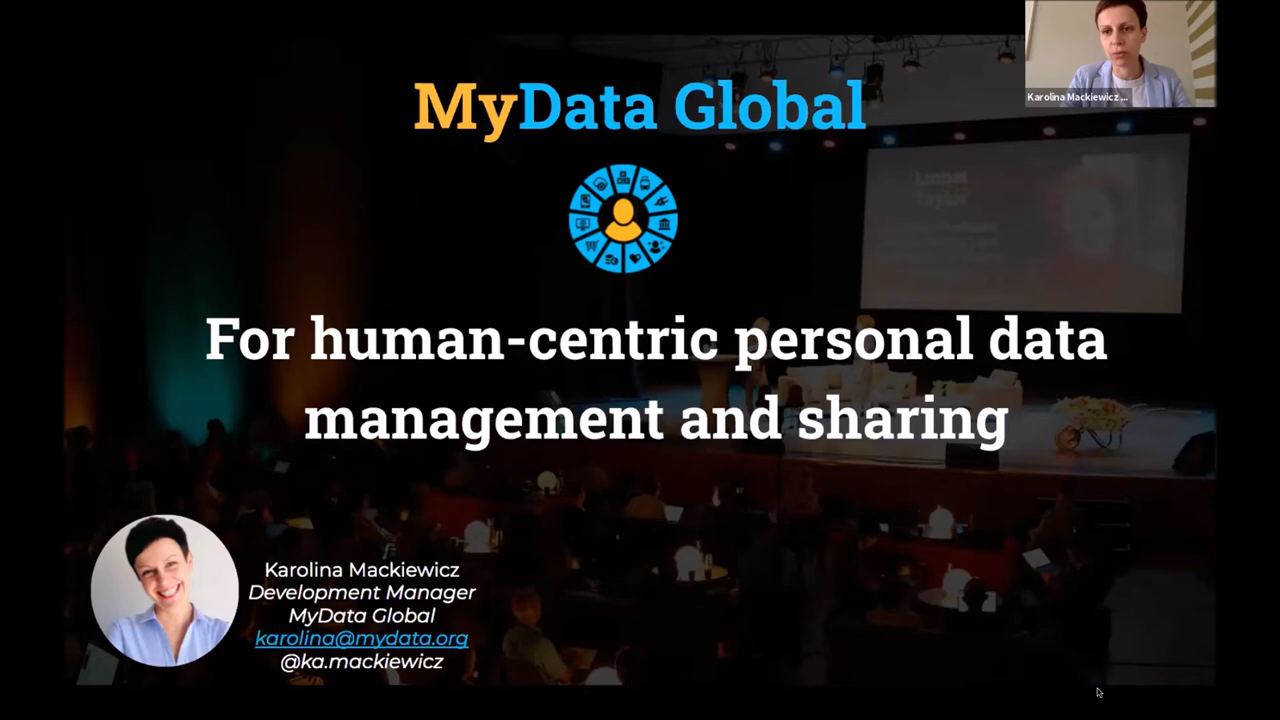 MyData Global
Karolina Mackiewicz ...
For human-centric personal data
management and sharing
Karolina Mackiewicz
Development Manager
MyData Global
karolina@mydata.org
@ka.mackiewicz